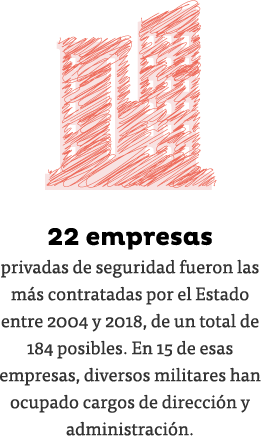 22 empresas
privadas de seguridad fueron las
más contratadas por el Estado
entre 2004 y 2018, de un total de
184 posibles. En 15 de esas
empresas, diversos militares han
ocupado cargos de dirección y
administración.